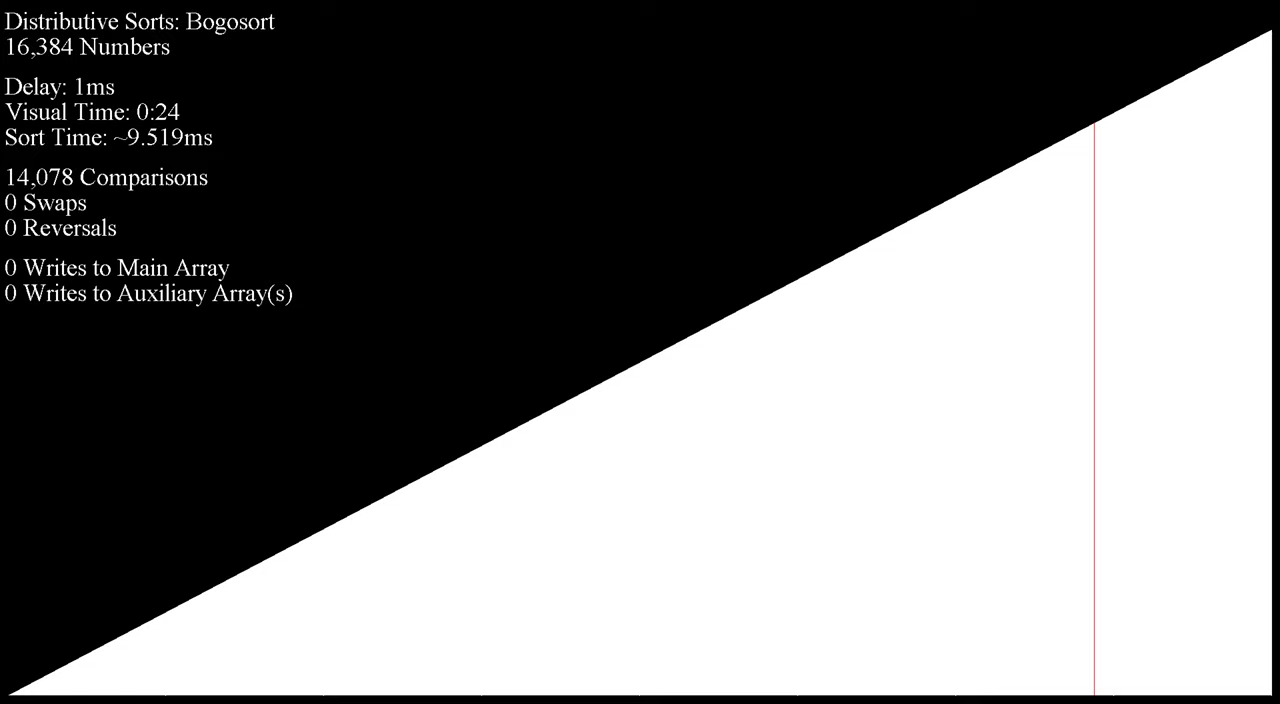 Distributive Sorts: Bogosort
16,384 Numbers
Delay: 1ms
Visual Time: 0:24
Sort Time: ~9.519ms
14,078 Comparisons
0 Swaps
0 Reversals
0 Writes to Main Array
0 Writes to Auxiliary Array(s)